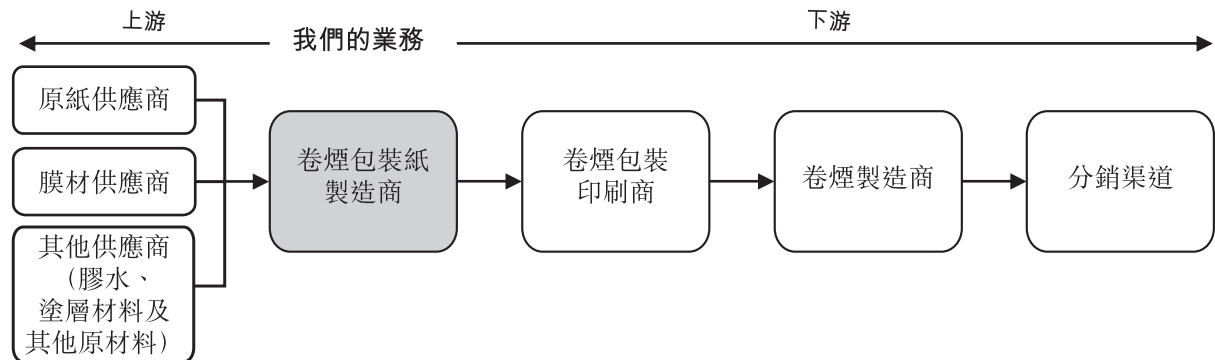 上游
我們的業務
下游
原紙供應商
膜材供應商
其他供應商
（膠水、
塗層材料及
其他原材料）
卷煙包裝紙
製造商
卷煙包裝
印刷商
卷煙製造商
分銷渠道